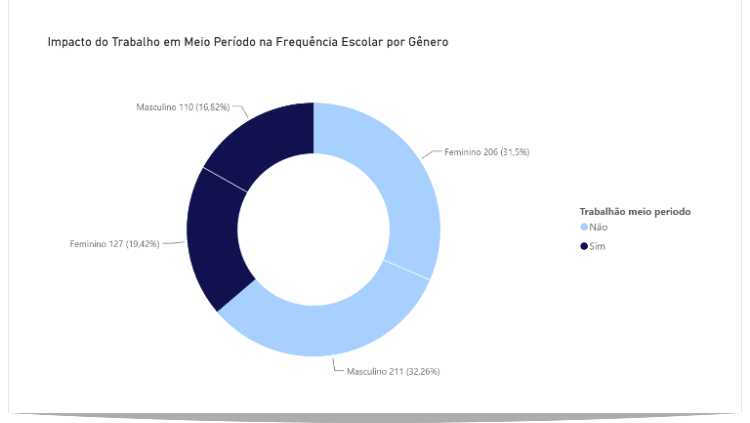 Impacto do Trabalho em Meio Período na Frequência Escolar por Gênero
Masculino 110 (16,82%)
Feminino 206 (31,5%)
Trabalhão meio periodo
Não
Sim
Feminino 127 (19,42%)
Masculino 211 (32,26%)